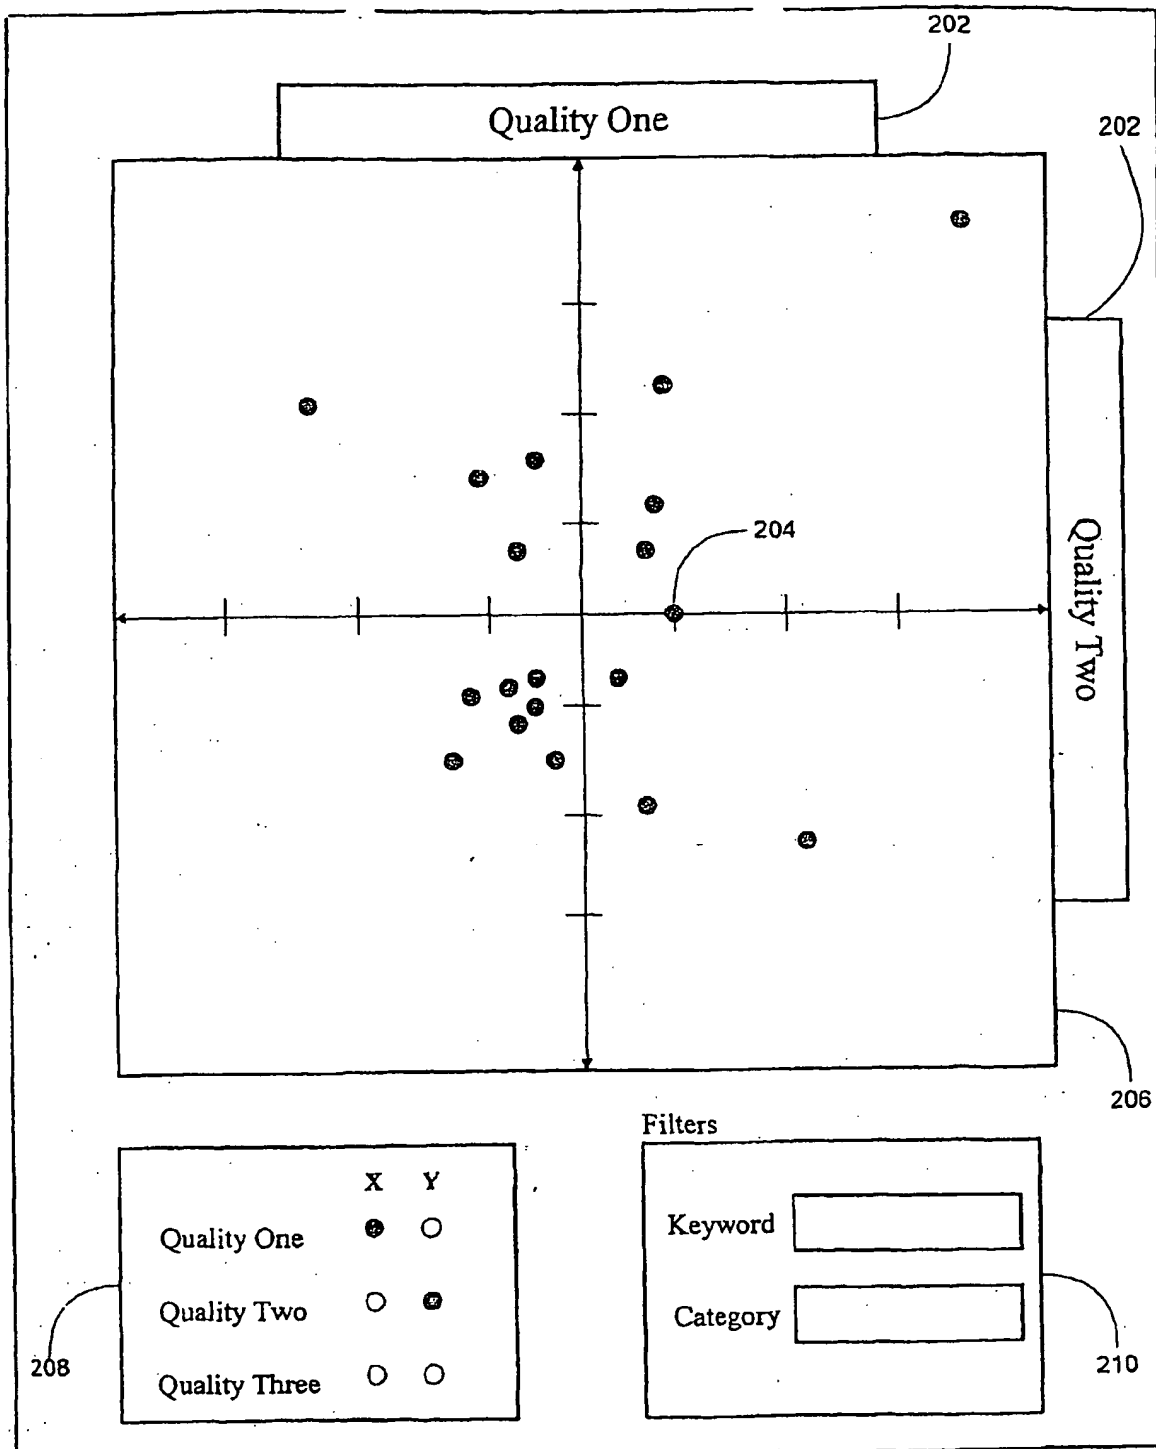 202
Quality One
202
204
Quality Two
206
Filters
X Y
Quality One
Quality Two
Quality Three
208
Keyword
Category
210